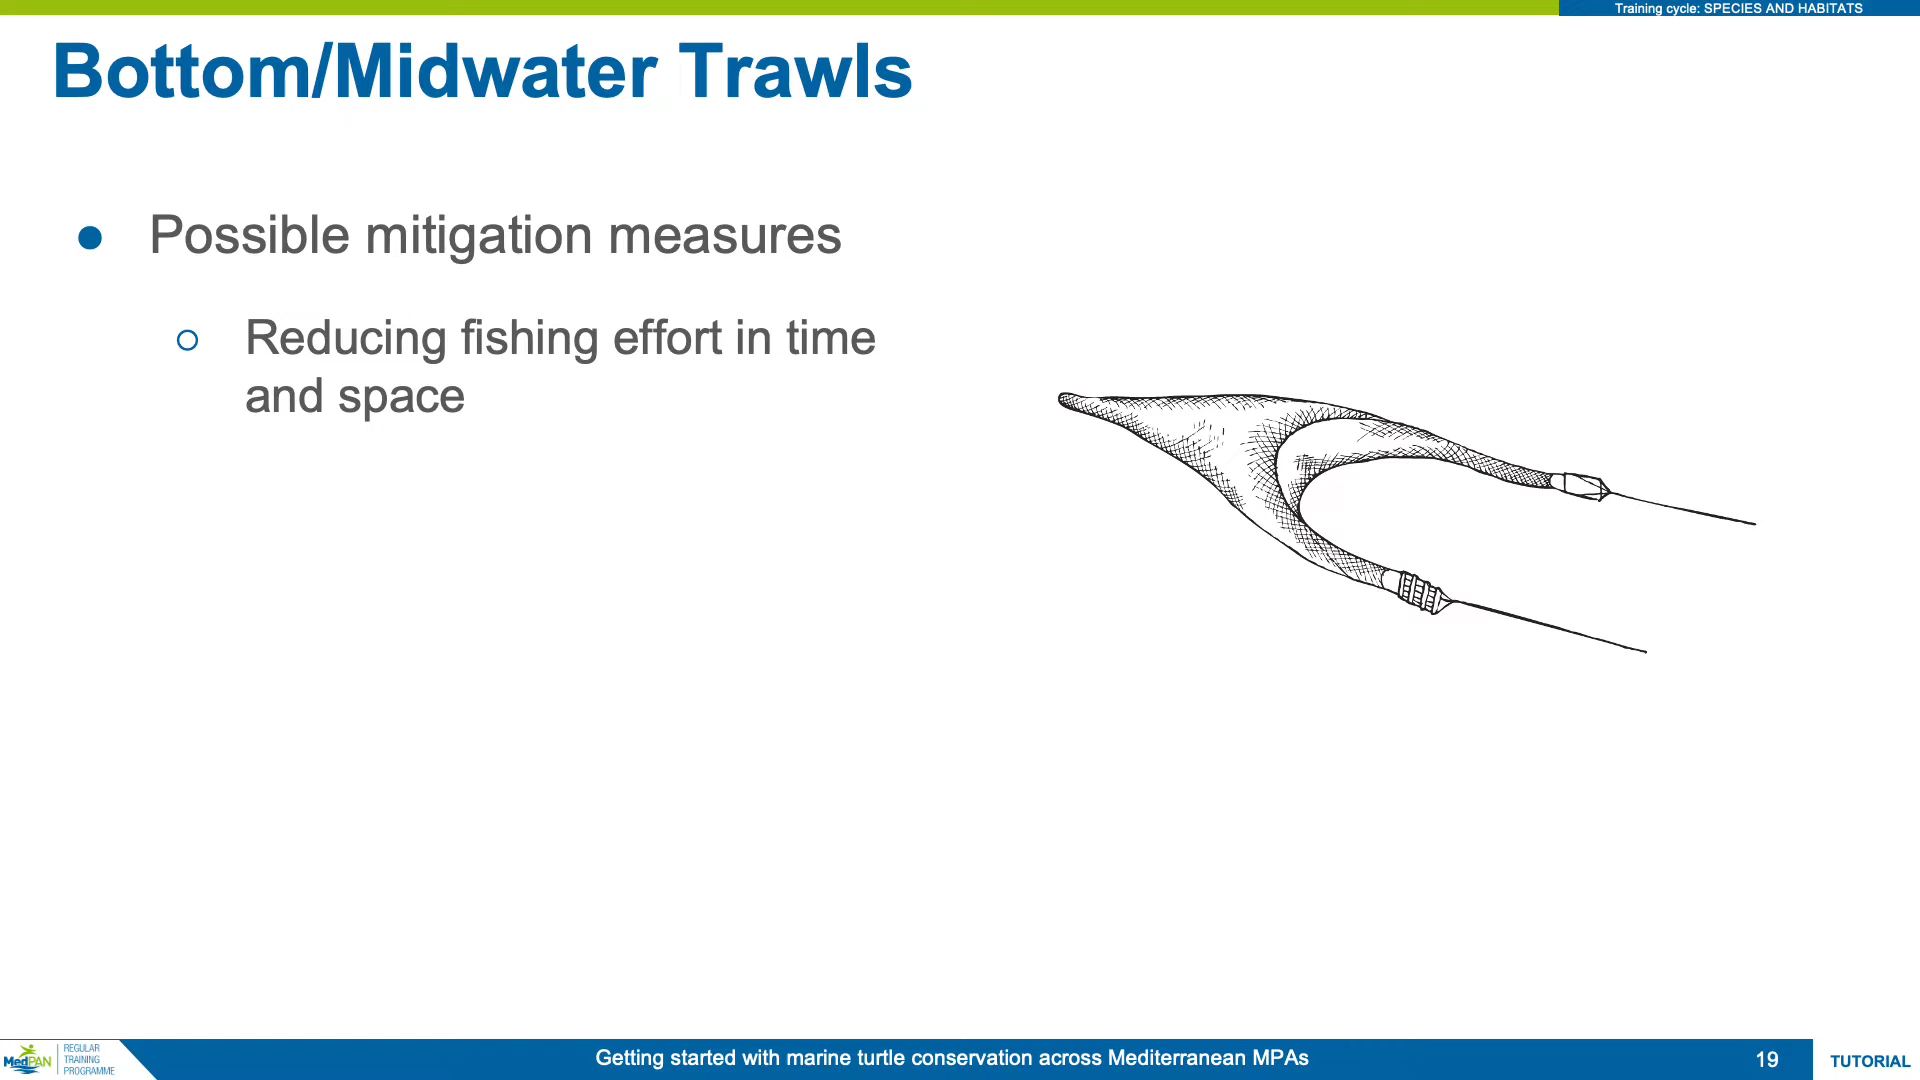 Training cycle: SPECIES AND HABITATS
Bottom/Midwater Trawls
● Possible mitigation measures
○ Reducing fishing effort in time
and space
MedPAN
REGULAR
TRAINING
PROGRAMME
Getting started with marine turtle conservation across Mediterranean MPAs
19
TUTORIAL